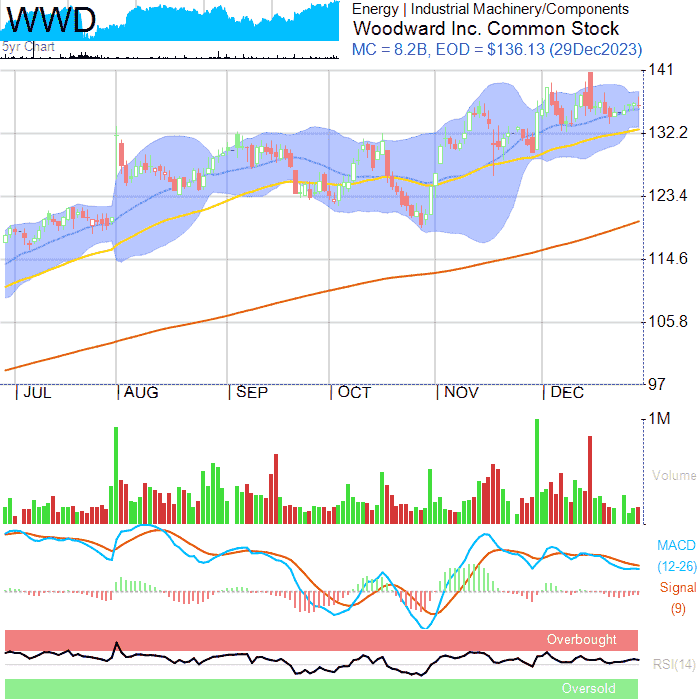 WWD
5yr Chart
Energy | Industrial Machinery/Components
Woodward Inc. Common Stock
MC = 8.2B, EOD = $136.13 (29Dec2023)
141
132.2
123.4
114.6
105.8
97
JUL AUG SEP OCT NOV DEC
1M
Volume
MACD
(12-26)
Signal
(9)
Overbought
RSI(14)
Oversold